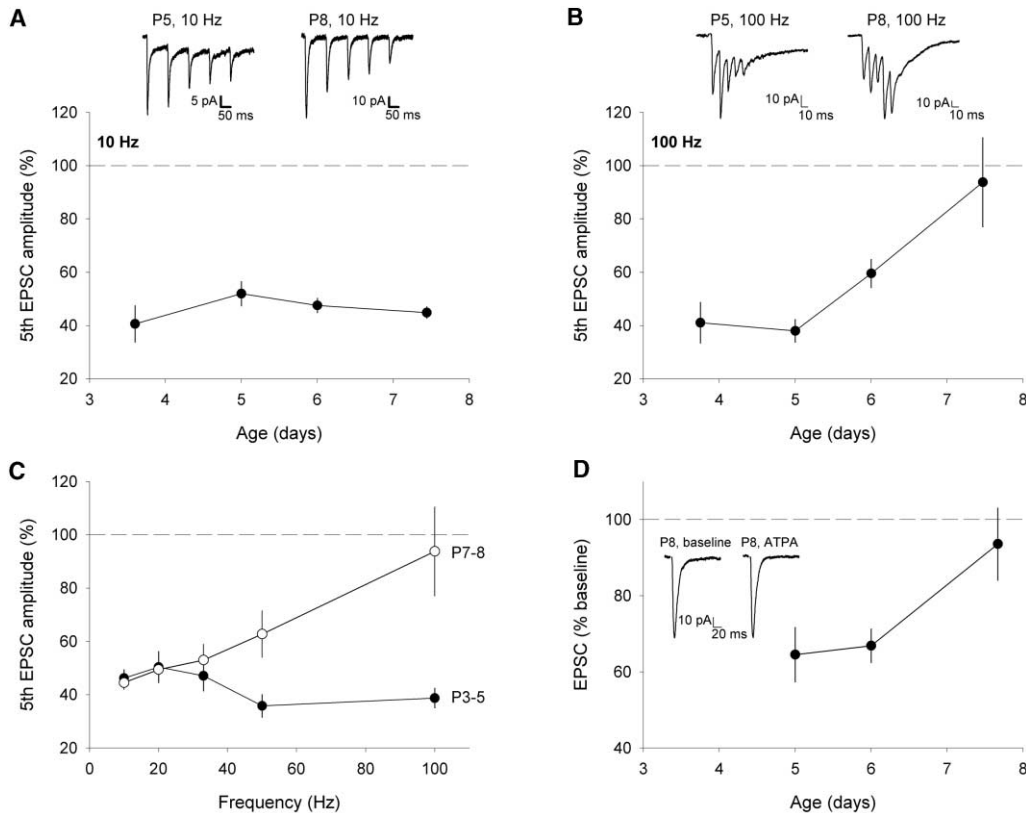 A
P5, 10 Hz
P8, 10 Hz
5 pA
50 ms
10 pA
50 ms
10 Hz
120
100
80
60
40
20
5th EPSC amplitude (%)
3 4 5 6 7 8
Age (days)
B
P5, 100 Hz
P8, 100 Hz
10 pA
10 ms
10 pA
10 ms
100 Hz
120
100
80
60
40
20
5th EPSC amplitude (%)
3 4 5 6 7 8
Age (days)
C
120
100
80
60
40
20
5th EPSC amplitude (%)
P7-8
P3-5
0 20 40 60 80 100
Frequency (Hz)
D
100
80
60
40
EPSC (% baseline)
P8, baseline
P8, ATPA
10 pA
20 ms
3 4 5 6 7 8
Age (days)